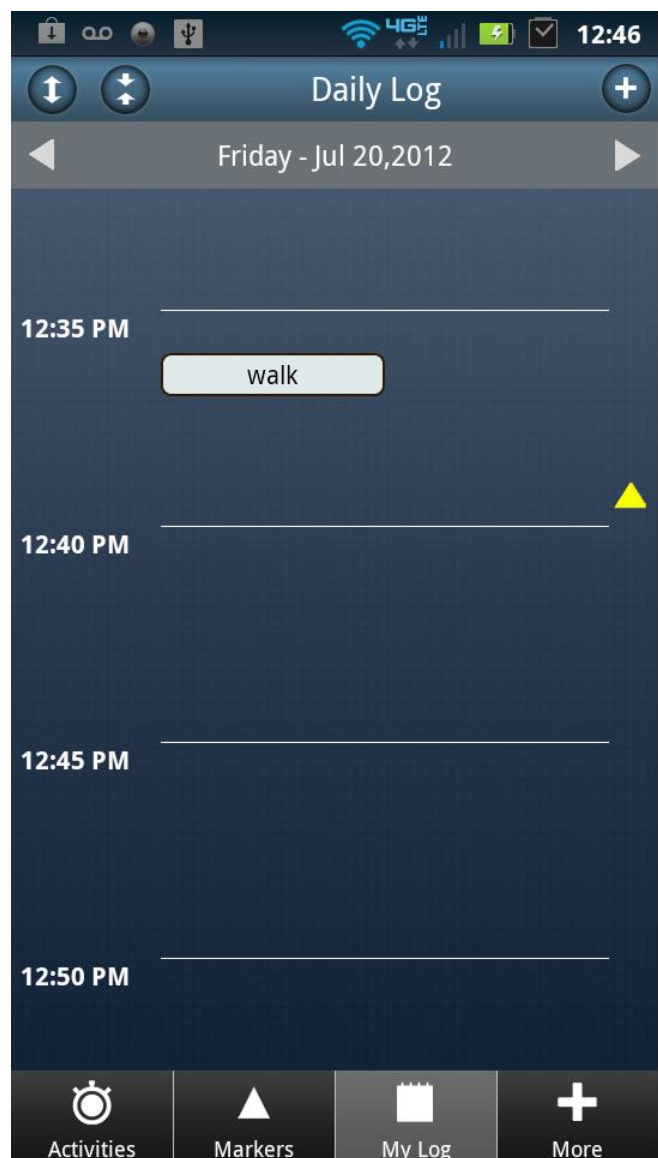 4G LTE 12:46
Daily Log
Friday - Jul 20,2012
12:35 PM
walk
12:40 PM
12:45 PM
12:50 PM
Activities Markers My Log More